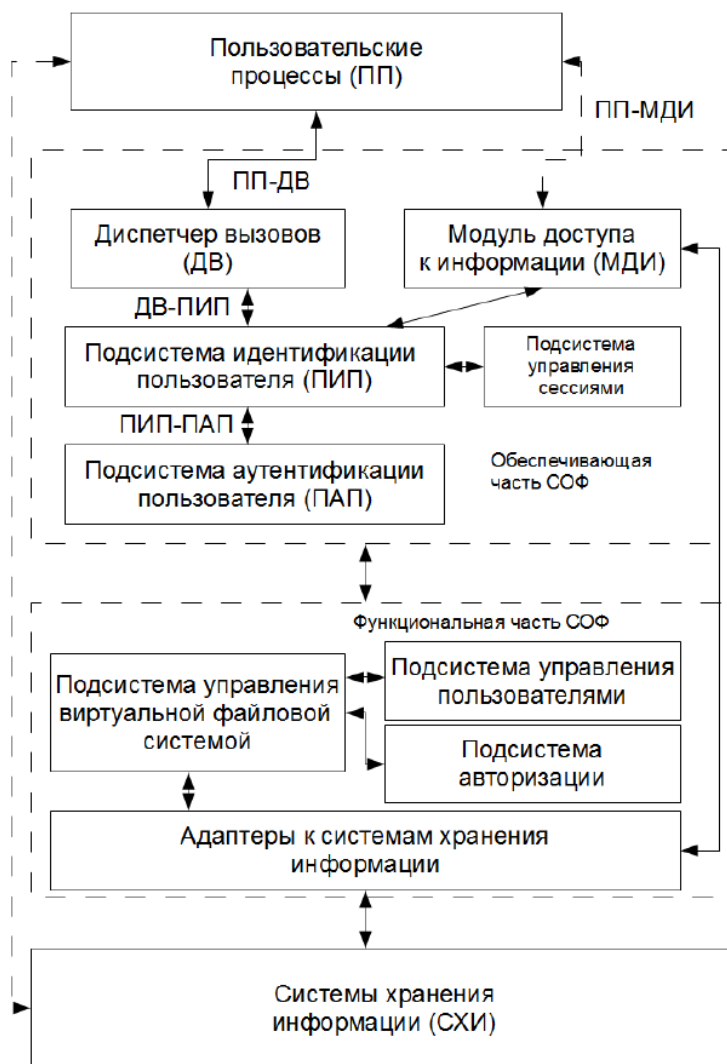 Пользовательские
процессы (ПП)
ПП-МДИ
ПП-ДВ
Диспетчер вызовов
(ДВ)
Модуль доступа
к информации (МДИ)
ДВ-ПИП
Подсистема идентификации
пользователя (ПИП)
Подсистема
управления
сессиями
ПИП-ПАП
Подсистема аутентификации
пользователя (ПАП)
Обеспечивающая
часть СОФ
Функциональная часть СОФ
Подсистема управления
виртуальной файловой
системой
Подсистема управления
пользователями
Подсистема
авторизации
Адаптеры к системам хранения
информации
Системы хранения
информации (СХИ)